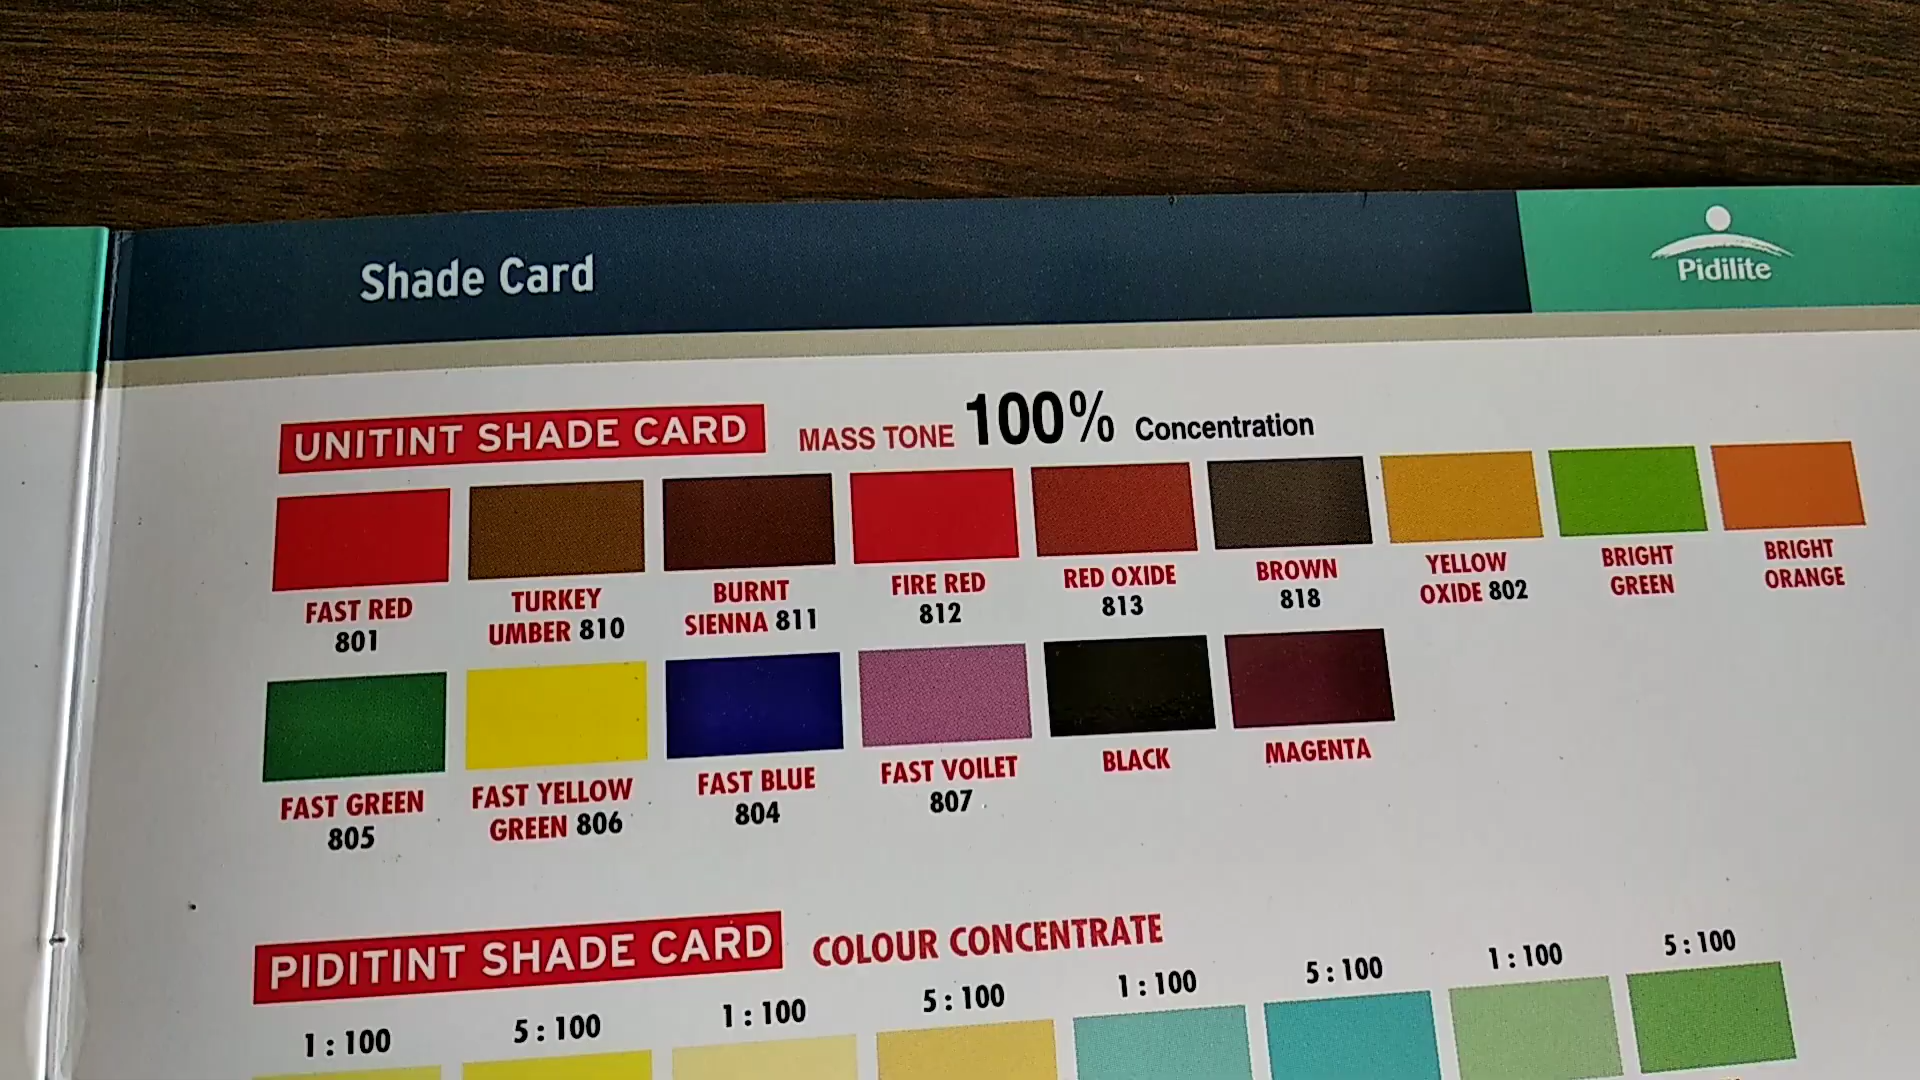 Shade Card
Pidilite
UNITINT SHADE CARD MASS TONE 100% Concentration
FAST RED
801
TURKEY
UMBER 810
BURNT
SIENNA 811
FIRE RED
812
RED OXIDE
813
BROWN
818
YELLOW
OXIDE 802
BRIGHT
GREEN
BRIGHT
ORANGE
FAST GREEN
805
FAST YELLOW
GREEN 806
FAST BLUE
804
FAST VOILET
807
BLACK
MAGENTA
PIDITINT SHADE CARD COLOUR CONCENTRATE
1 : 100 5 : 100 1 : 100 5 : 100 1 : 100 5 : 100 1 : 100 5 : 100